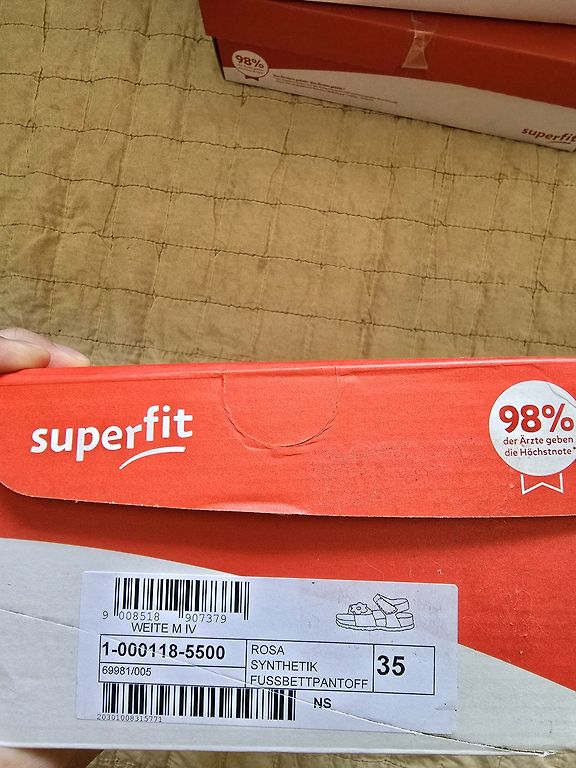 98%
superfit
superfit
98%
der Ärzte geben
die Höchstnote*
9 008518 907379
WEITE M IV
1-000118-5500
69981/005
ROSA
SYNTHETIK
FUSSBETTPANTOFF
35
NS
20301008315771